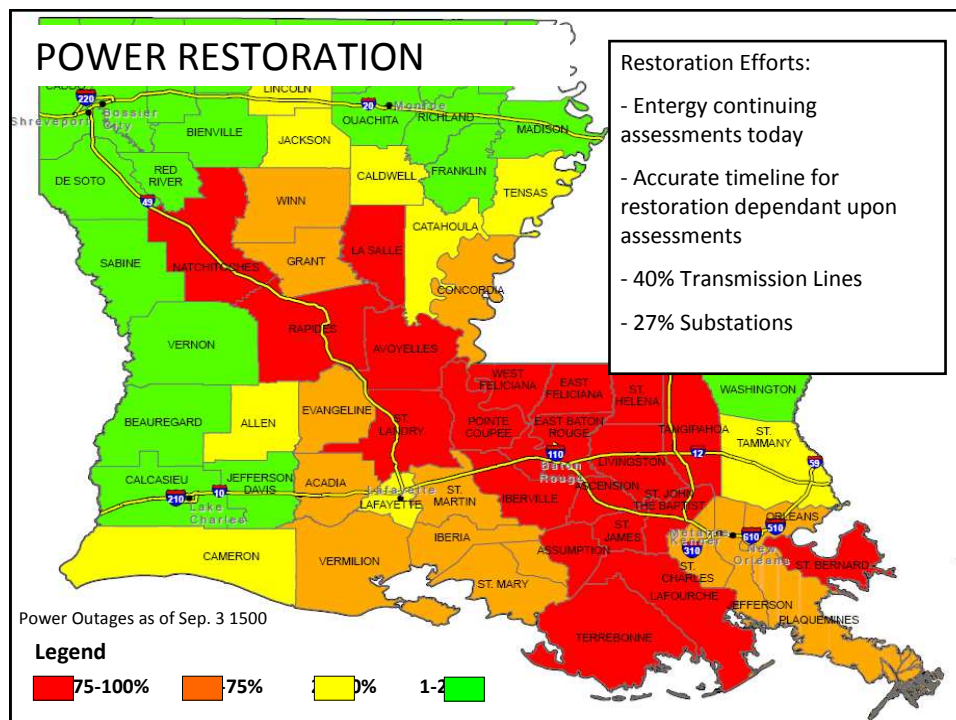 POWER RESTORATION
Restoration Efforts:
- Entergy continuing
assessments today
- Accurate timeline for
restoration dependant upon
assessments
- 40% Transmission Lines
- 27% Substations
LINCOLN
220
20
Monroe
Shreveport
Bossier
City
BIENVILLE
OUACHITA
RICHLAND
MADISON
JACKSON
DE SOTO
RED
RIVER
CALDWELL
FRANKLIN
TENSAS
49
WINN
CATAHOULA
SABINE
NATCHITOCHES
GRANT
LA SALLE
CONCORDIA
RAPIDES
VERNON
AVOYELLES
WEST
FELICIANA
EAST
FELICIANA
ST.
HELENA
WASHINGTON
BEAUREGARD
ALLEN
EVANGELINE
ST.
LANDRY
POINTE
COUPEE
EAST BATON
ROUGE
TANGIPAHOA
ST.
TAMMANY
110
12
59
Baton
Rouge
LIVINGSTON
CALCASIEU
JEFFERSON
DAVIS
ACADIA
Lafayette
LAFAYETTE
ST.
MARTIN
IBERVILLE
ASCENSION
ST. JOHN
THE BAPTIST
ORLEANS
210
10
Lake
Charles
510
610
310
Kenner
New
Orleans
CAMERON
VERMILION
IBERIA
ASSUMPTION
ST.
JAMES
ST. BERNARD
ST. MARY
ST.
CHARLES
LAFOURCHE
JEFFERSON
PLAQUEMINES
TERREBONNE
Power Outages as of Sep. 3 1500
Legend
75-100%
-75%
0%
1-2